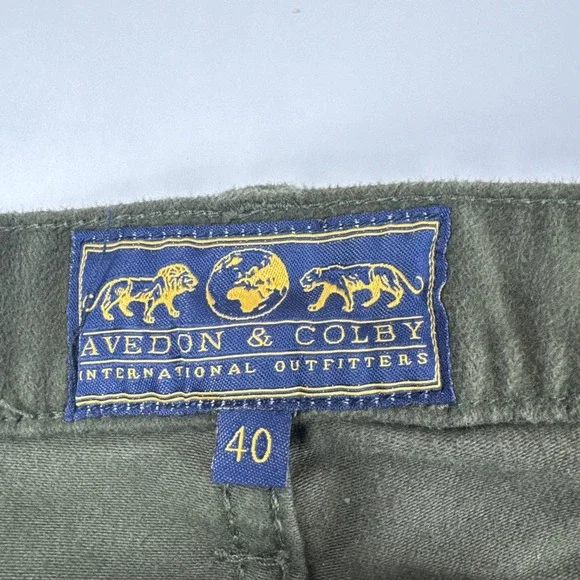 AVEDON & COLBY
INTERNATIONAL OUTFITTERS
40